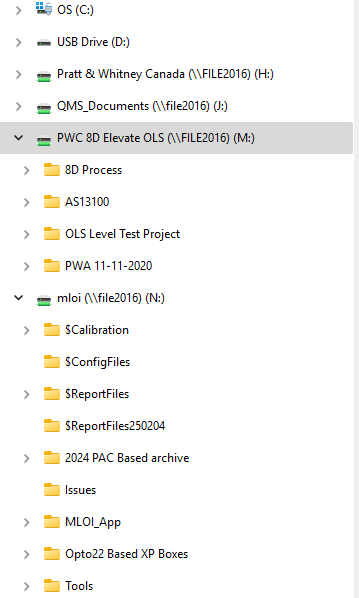 OS (C:)
USB Drive (D:)
Pratt & Whitney Canada (\\FILE2016) (H:)
QMS_Documents (\\file2016) (J:)
PWC 8D Elevate OLS (\\FILE2016) (M:)
8D Process
AS13100
OLS Level Test Project
PWA 11-11-2020
mloi (\\file2016) (N:)
$Calibration
$ConfigFiles
$ReportFiles
$ReportFiles250204
2024 PAC Based archive
Issues
MLOI_App
Opto22 Based XP Boxes
Tools